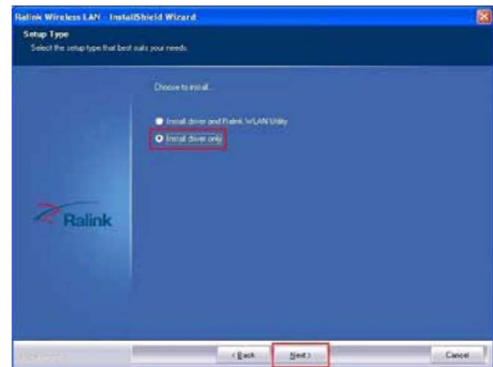 Ralink Wireless LAN - InstallShield Wizard
Setup Type
Select the setup type that best suits your needs.
Choose to install...
Install driver and Ralink WLAN Utility
Install driver only
Ralink
< Back
Next >
Cancel